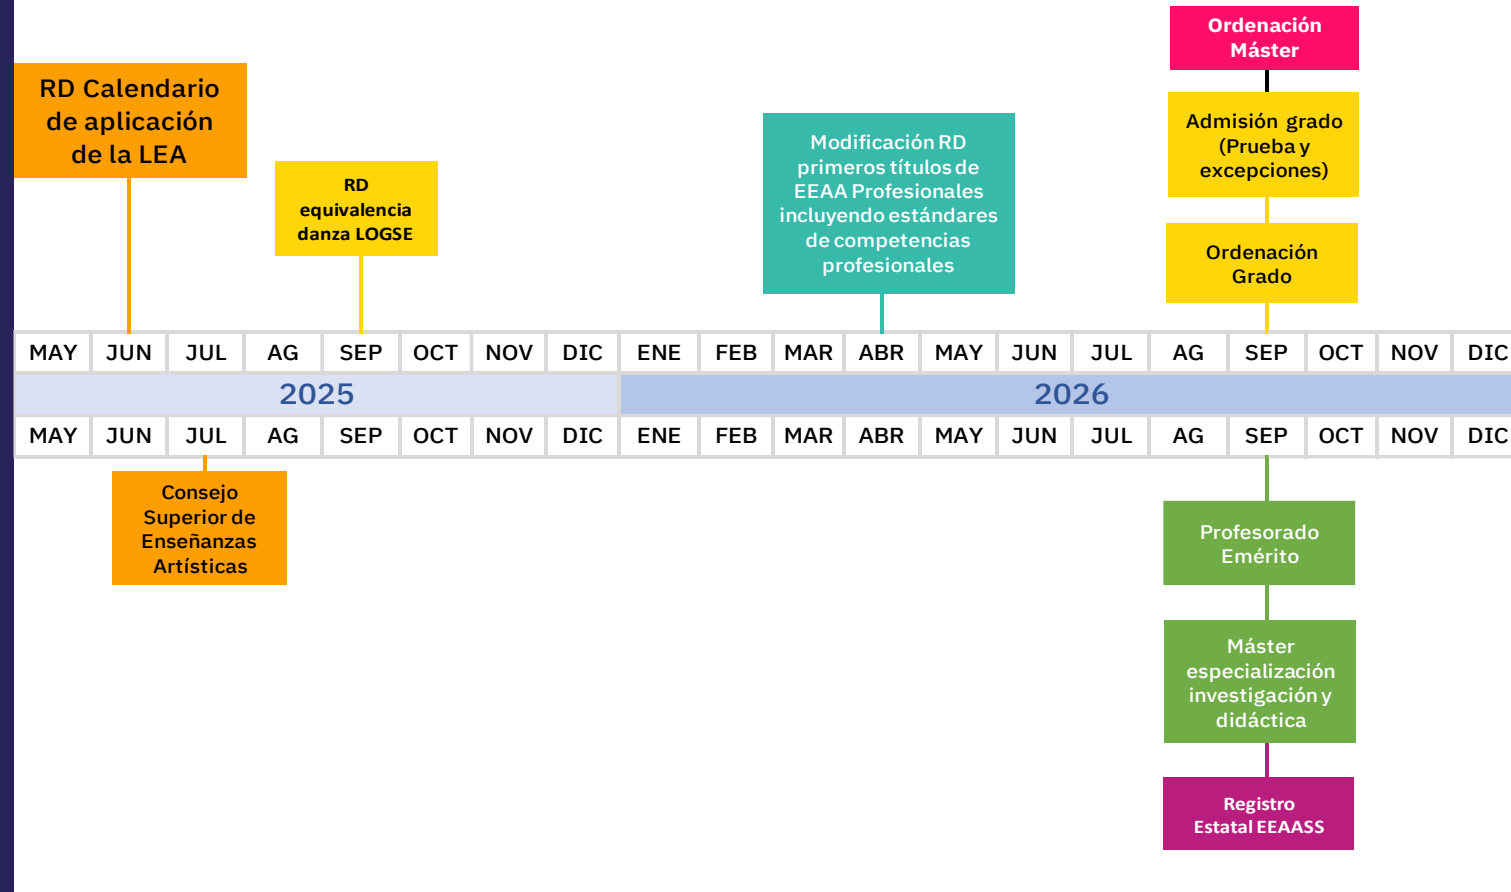 Ordenación
Máster
RD Calendario
de aplicación
de la LEA
Admisión grado
(Prueba y
excepciones)
Modificación RD
primeros títulos de
EEAA Profesionales
incluyendo estándares
de competencias
profesionales
RD
equivalencia
danza LOGSE
Ordenación
Grado
MAY JUN JUL AG SEP OCT NOV DIC ENE FEB MAR ABR MAY JUN JUL AG SEP OCT NOV DIC
2025 2026
MAY JUN JUL AG SEP OCT NOV DIC ENE FEB MAR ABR MAY JUN JUL AG SEP OCT NOV DIC
Consejo
Superior de
Enseñanzas
Artísticas
Profesorado
Emérito
Máster
especialización
investigación y
didáctica
Registro
Estatal EEAASS